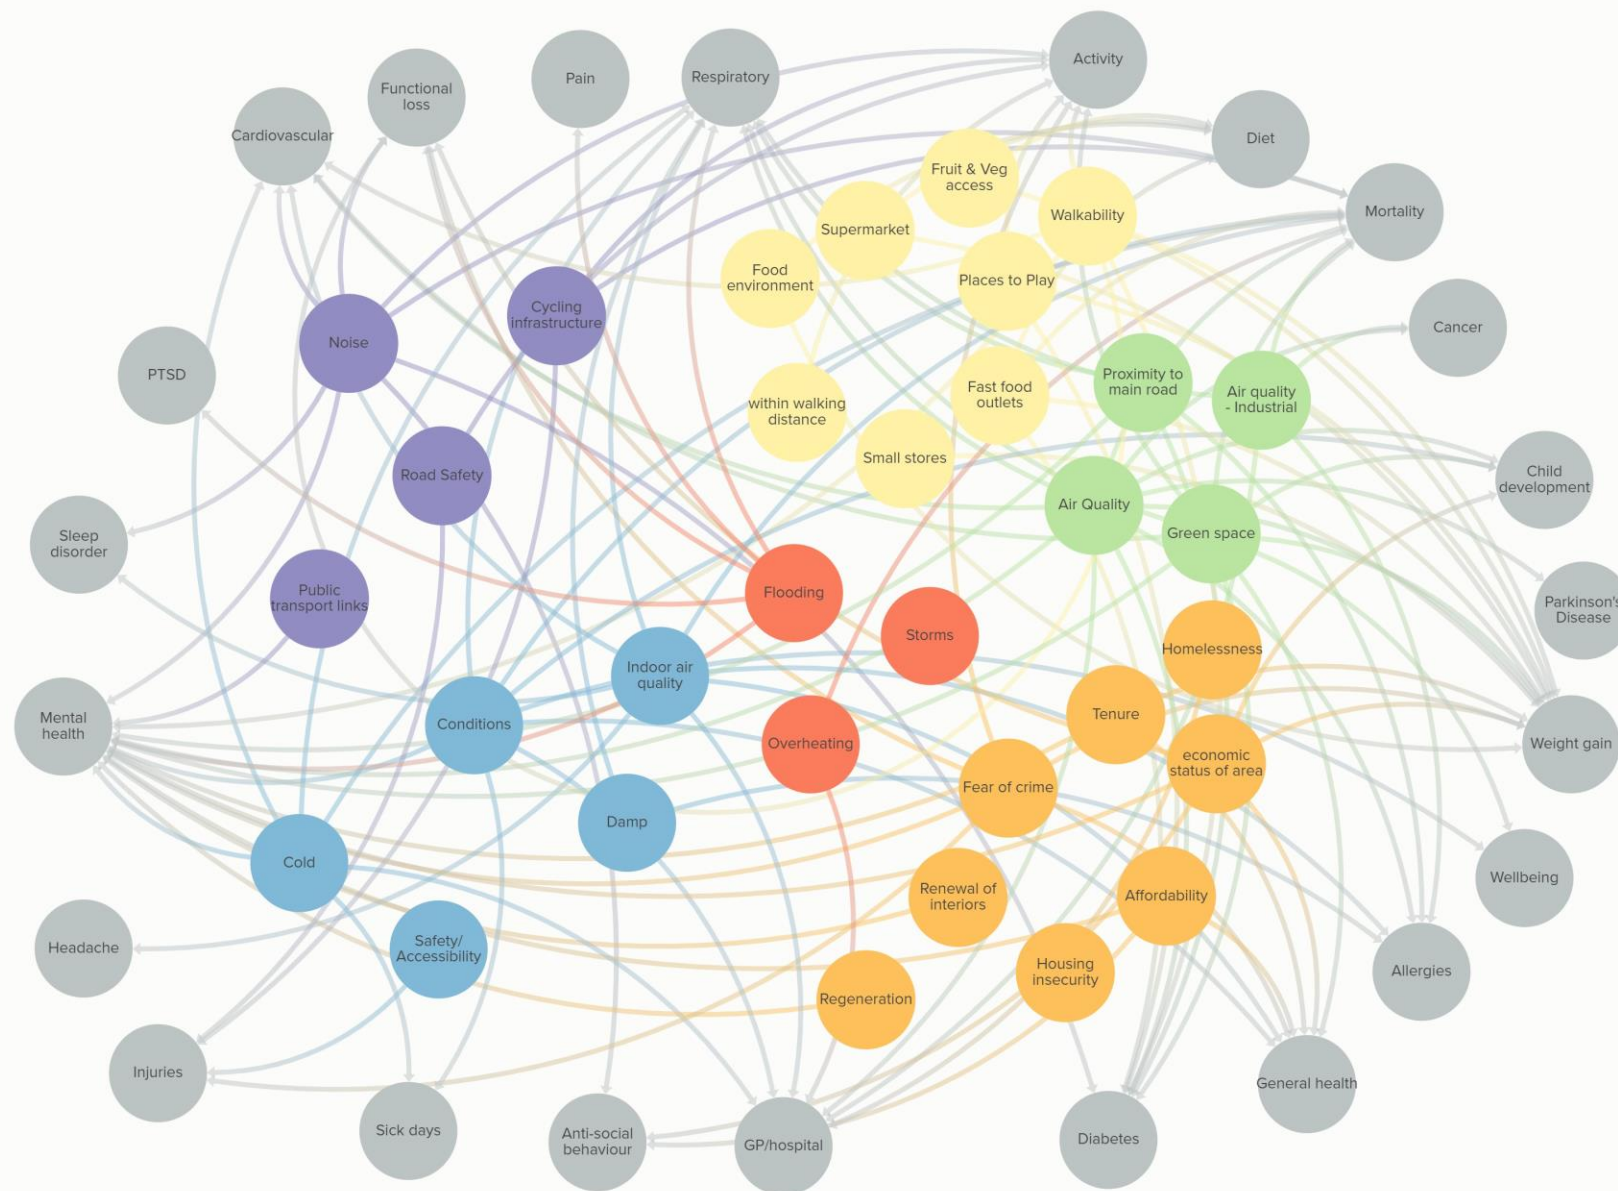 Activity
Respiratory
Pain
Functional
loss
Cardiovascular
Diet
Fruit & Veg
access
Mortality
Walkability
Supermarket
Food
environment
Places to Play
Cycling
infrastructure
Noise
Cancer
PTSD
Proximity to
main road
Air quality
- Industrial
Fast food
outlets
within walking
distance
Small stores
Road Safety
Child
development
Air Quality
Green space
Sleep
disorder
Flooding
Public
transport links
Parkinson's
Disease
Storms
Homelessness
Indoor air
quality
Tenure
Mental
health
Conditions
Overheating
Weight gain
economic
status of area
Fear of crime
Damp
Cold
Wellbeing
Renewal of
interiors
Affordability
Headache
Safety/
Accessibility
Housing
insecurity
Allergies
Regeneration
Injuries
General health
Sick days
Anti-social
behaviour
GP/hospital
Diabetes